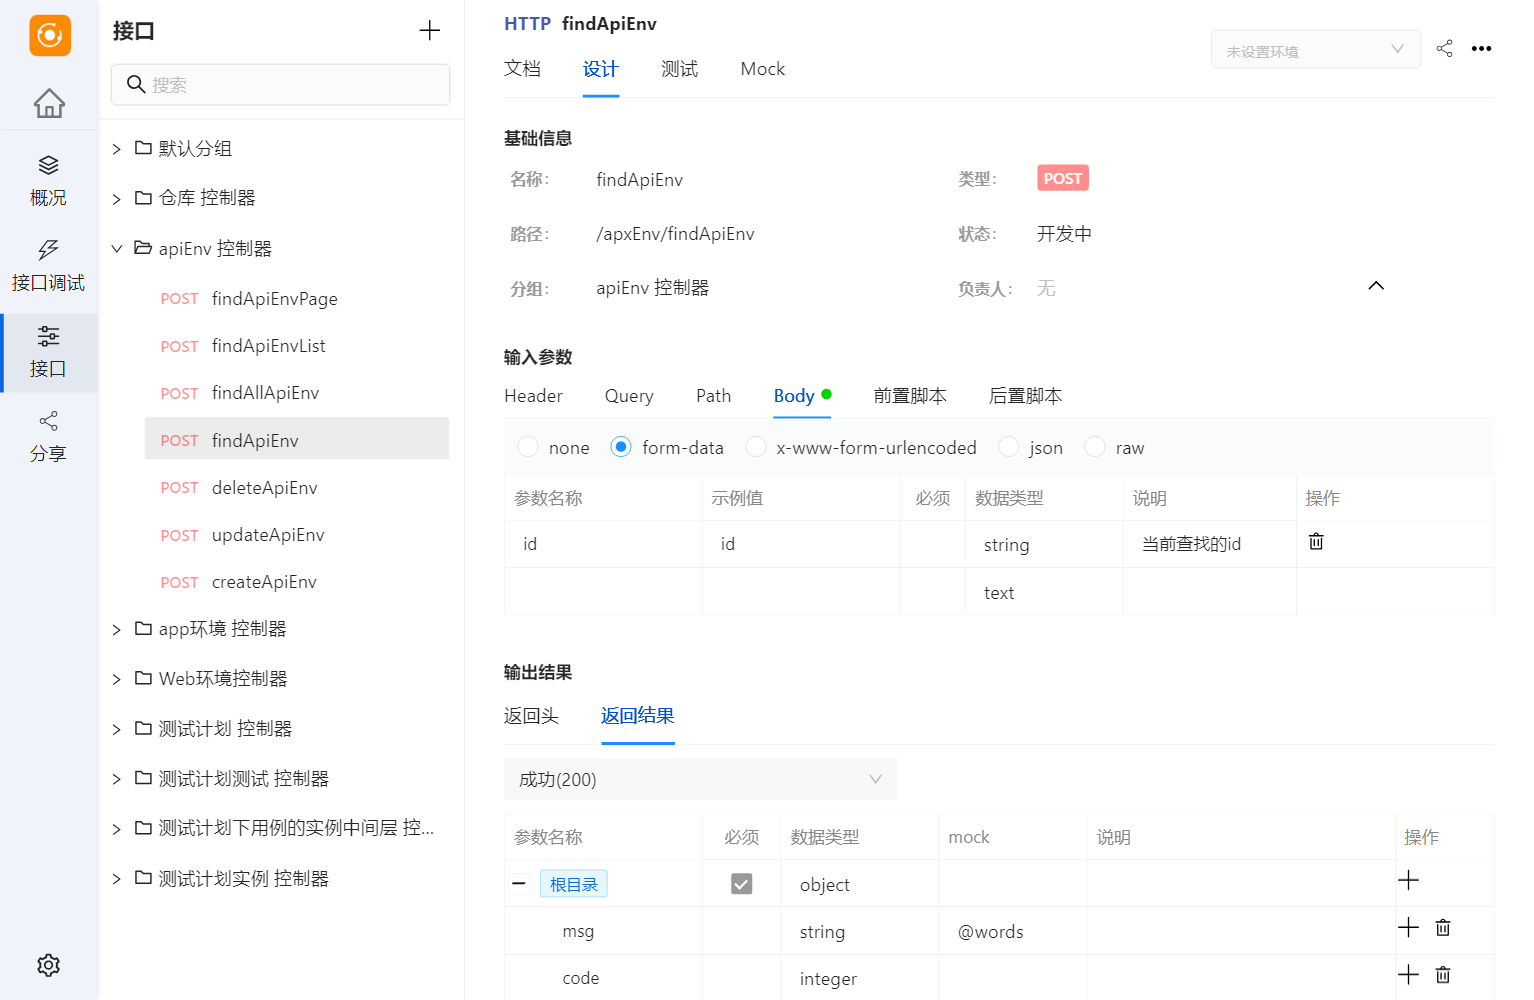 概况
接口调试
接口
分享
接口
搜索
默认分组
仓库 控制器
apiEnv 控制器
POST findApiEnvPage
POST findApiEnvList
POST findAllApiEnv
POST findApiEnv
POST deleteApiEnv
POST updateApiEnv
POST createApiEnv
app环境 控制器
Web环境控制器
测试计划 控制器
测试计划测试 控制器
测试计划下用例的实例中间层 控...
测试计划实例 控制器
HTTP findApiEnv
文档 设计 测试 Mock
未设置环境
基础信息
名称: findApiEnv 类型: POST
路径: /apxEnv/findApiEnv 状态: 开发中
分组: apiEnv 控制器 负责人: 无
输入参数
Header Query Path Body 前置脚本 后置脚本
none form-data x-www-form-urlencoded json raw
参数名称 示例值 必须 数据类型 说明 操作
id id string 当前查找的id
text
输出结果
返回头 返回结果
成功(200)
参数名称 必须 数据类型 mock 说明 操作
根目录 object
msg string @words
code integer